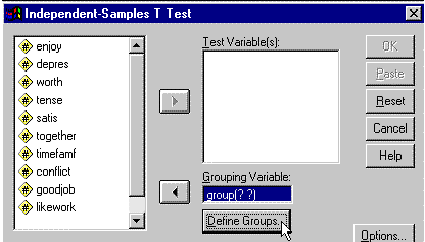 Independent-Samples T Test
enjoy
depres
worth
tense
satis
together
timefamf
conflict
goodjob
likework
Test Variable(s):
Grouping Variable:
group(? ?)
Define Groups...
OK
Paste
Reset
Cancel
Help
Options...